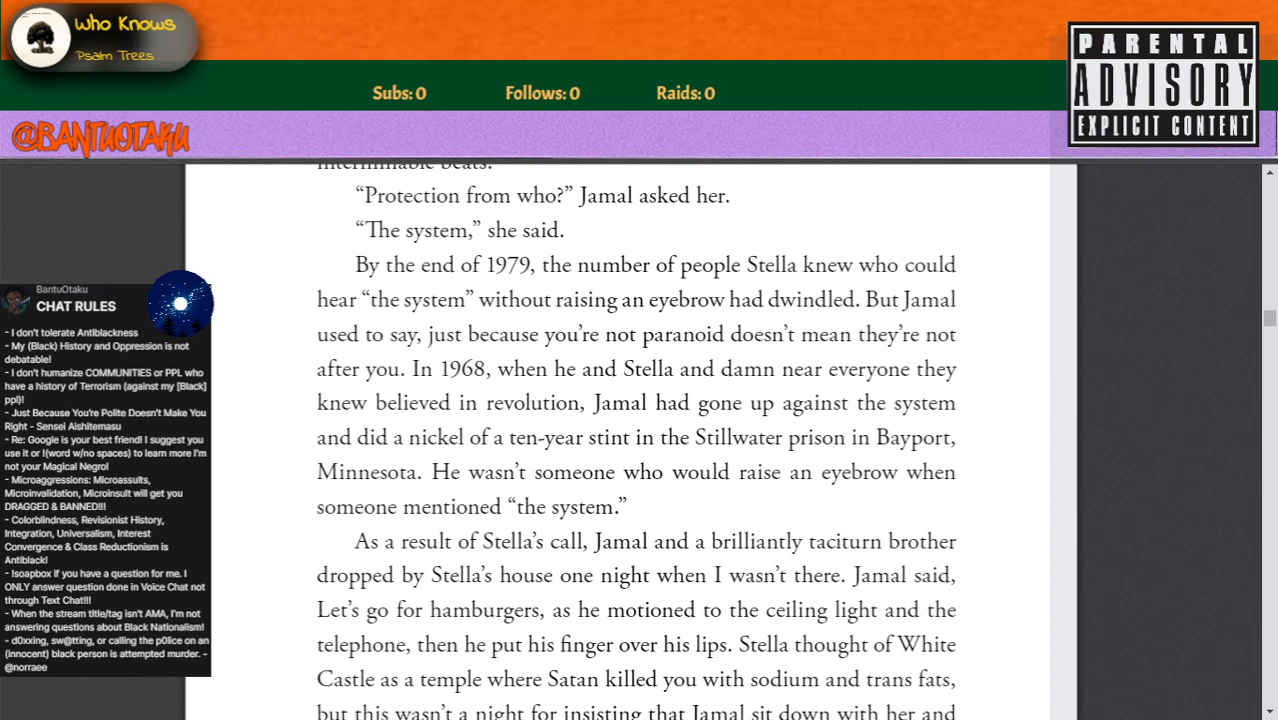 Who Knows
Psalm Trees
Subs: 0
Follows: 0
Raids: 0
PARENTAL
ADVISORY
EXPLICIT CONTENT
@BANTUOTAKU
interminable beats.
“Protection from who?” Jamal asked her.
“The system,” she said.
By the end of 1979, the number of people Stella knew who could
hear “the system” without raising an eyebrow had dwindled. But Jamal
used to say, just because you’re not paranoid doesn’t mean they’re not
after you. In 1968, when he and Stella and damn near everyone they
knew believed in revolution, Jamal had gone up against the system
and did a nickel of a ten-year stint in the Stillwater prison in Bayport,
Minnesota. He wasn’t someone who would raise an eyebrow when
someone mentioned “the system.”
As a result of Stella’s call, Jamal and a brilliantly taciturn brother
dropped by Stella’s house one night when I wasn’t there. Jamal said,
Let’s go for hamburgers, as he motioned to the ceiling light and the
telephone, then he put his finger over his lips. Stella thought of White
Castle as a temple where Satan killed you with sodium and trans fats,
but this wasn’t a night for insisting that Jamal sit down with her and
BantuOtaku
CHAT RULES
- I don't tolerate Antiblackness
- My (Black) History and Oppression is not
debatable!
- I don't humanize COMMUNITIES or PPL who
have a history of Terrorism (against my [Black]
ppl)!
- Just Because You're Polite Doesn't Make You
Right - Sensei Aishitemasu
- Re: Google is your best friend! I suggest you
use it or !(word w/no spaces) to learn more I'm
not your Magical Negro!
- Microaggressions: Microassults,
Microinvalidation, Microinsult will get you
DRAGGED & BANNED!!!
- Colorblindness, Revisionist History,
Integration, Universalism, Interest
Convergence & Class Reductionism is
Antiblack!
- !soapbox if you have a question for me. I
ONLY answer question done in Voice Chat not
through Text Chat!!!
- When the stream title/tag isn't AMA, I'm not
answering questions about Black Nationalism!
- d0xxing, sw@tting, or calling the p0lice on an
(innocent) black person is attempted murder. -
@norraee